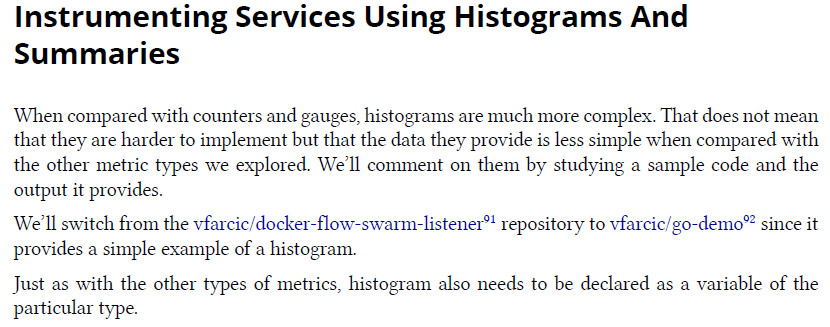 Instrumenting Services Using Histograms And
Summaries
When compared with counters and gauges, histograms are much more complex. That does not mean
that they are harder to implement but that the data they provide is less simple when compared with
the other metric types we explored. We’ll comment on them by studying a sample code and the
output it provides.
We’ll switch from the vfarcic/docker-flow-swarm-listener⁹¹ repository to vfarcic/go-demo⁹² since it
provides a simple example of a histogram.
Just as with the other types of metrics, histogram also needs to be declared as a variable of the
particular type.